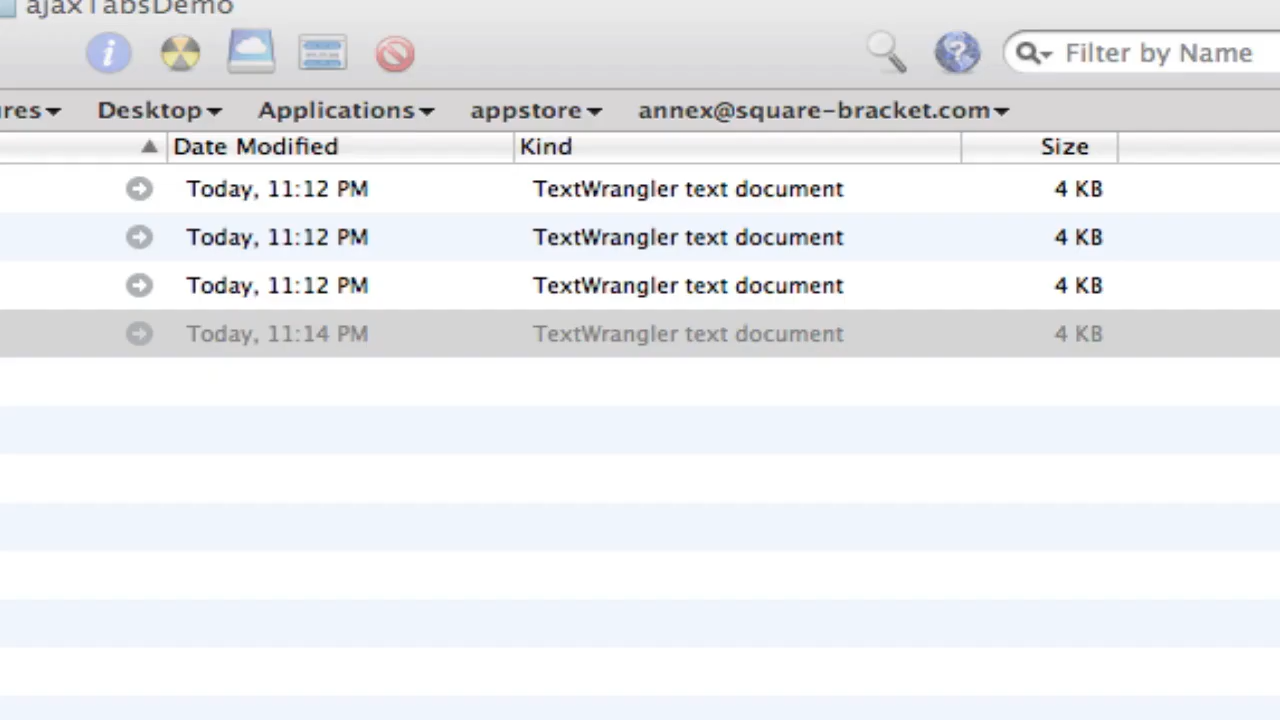 ajaxTabsDemo
Filter by Name
res Desktop Applications appstore annex@square-bracket.com
Date Modified Kind Size
Today, 11:12 PM TextWrangler text document 4 KB
Today, 11:12 PM TextWrangler text document 4 KB
Today, 11:12 PM TextWrangler text document 4 KB
Today, 11:14 PM TextWrangler text document 4 KB